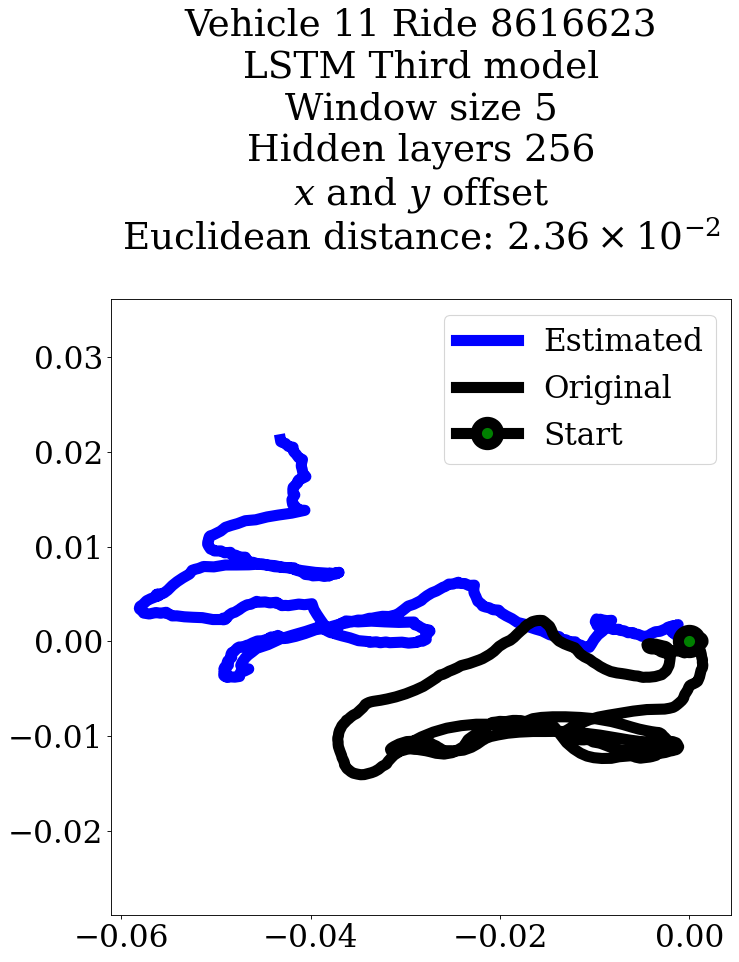 Vehicle 11 Ride 8616623
LSTM Third model
Window size 5
Hidden layers 256
x and y offset
Euclidean distance: 2.36 × 10⁻²
Estimated
Original
Start
0.03
0.02
0.01
0.00
−0.01
−0.02
−0.06
−0.04
−0.02
0.00